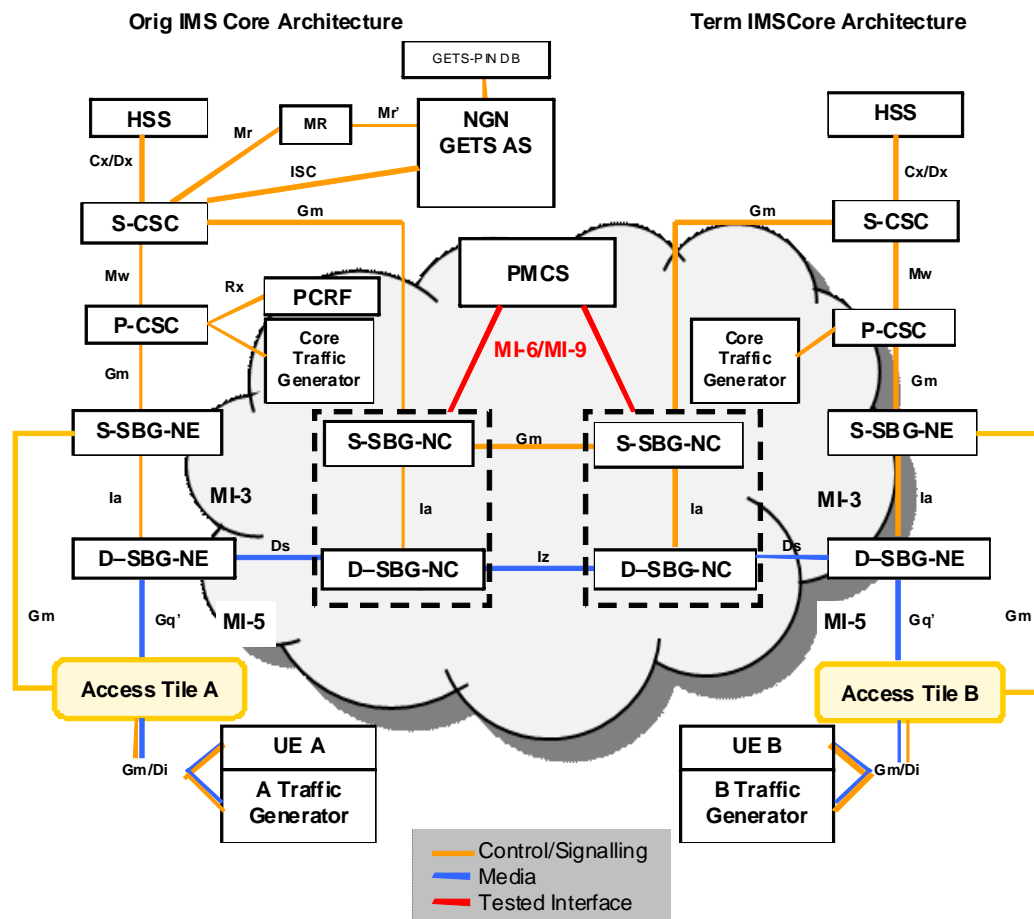 Orig IMS Core Architecture
Term IMSCore Architecture
GETS-PIN DB
HSS
Mr
MR
Mr’
NGN
GETS AS
HSS
Cx/Dx
ISC
Cx/Dx
S-CSC
Gm
Gm
S-CSC
Mw
PMCS
Mw
Rx
PCRF
P-CSC
P-CSC
Core
Traffic
Generator
MI-6/MI-9
Core
Traffic
Generator
Gm
Gm
S-SBG-NE
S-SBG-NC
Gm
S-SBG-NC
S-SBG-NE
Ia
MI-3
Ia
Ia
MI-3
Ia
D–SBG-NE
Ds
D–SBG-NC
Iz
D–SBG-NC
Ds
D–SBG-NE
Gm
Gq’
MI-5
MI-5
Gq’
Gm
Access Tile A
Access Tile B
UE A
UE B
Gm/Di
Gm/Di
A Traffic
Generator
B Traffic
Generator
Control/Signalling
Media
Tested Interface